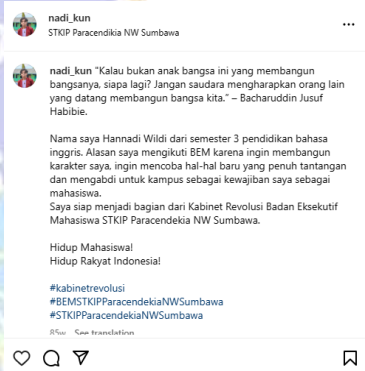 nadi_kun
STKIP Paracendikia NW Sumbawa
nadi_kun "Kalau bukan anak bangsa ini yang membangun
bangsanya, siapa lagi? Jangan saudara mengharapkan orang lain
yang datang membangun bangsa kita." – Bacharuddin Jusuf
Habibie.
Nama saya Hannadi Wildi dari semester 3 pendidikan bahasa
inggris. Alasan saya mengikuti BEM karena ingin membangun
karakter saya, ingin mencoba hal-hal baru yang penuh tantangan
dan mengabdi untuk kampus sebagai kewajiban saya sebagai
mahasiswa.
Saya siap menjadi bagian dari Kabinet Revolusi Badan Eksekutif
Mahasiswa STKIP Paracendekia NW Sumbawa.
Hidup Mahasiswa!
Hidup Rakyat Indonesia!
#kabinetrevolusi
#BEMSTKIPParacendekiaNWSumbawa
#STKIPParacendekiaNWSumbawa
85w See translation